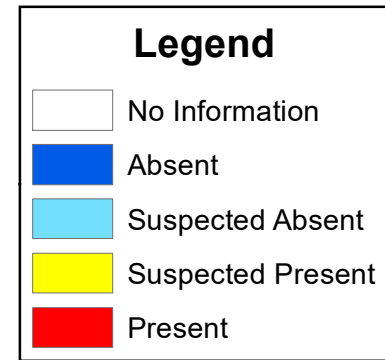 Legend
No Information
Absent
Suspected Absent
Suspected Present
Present